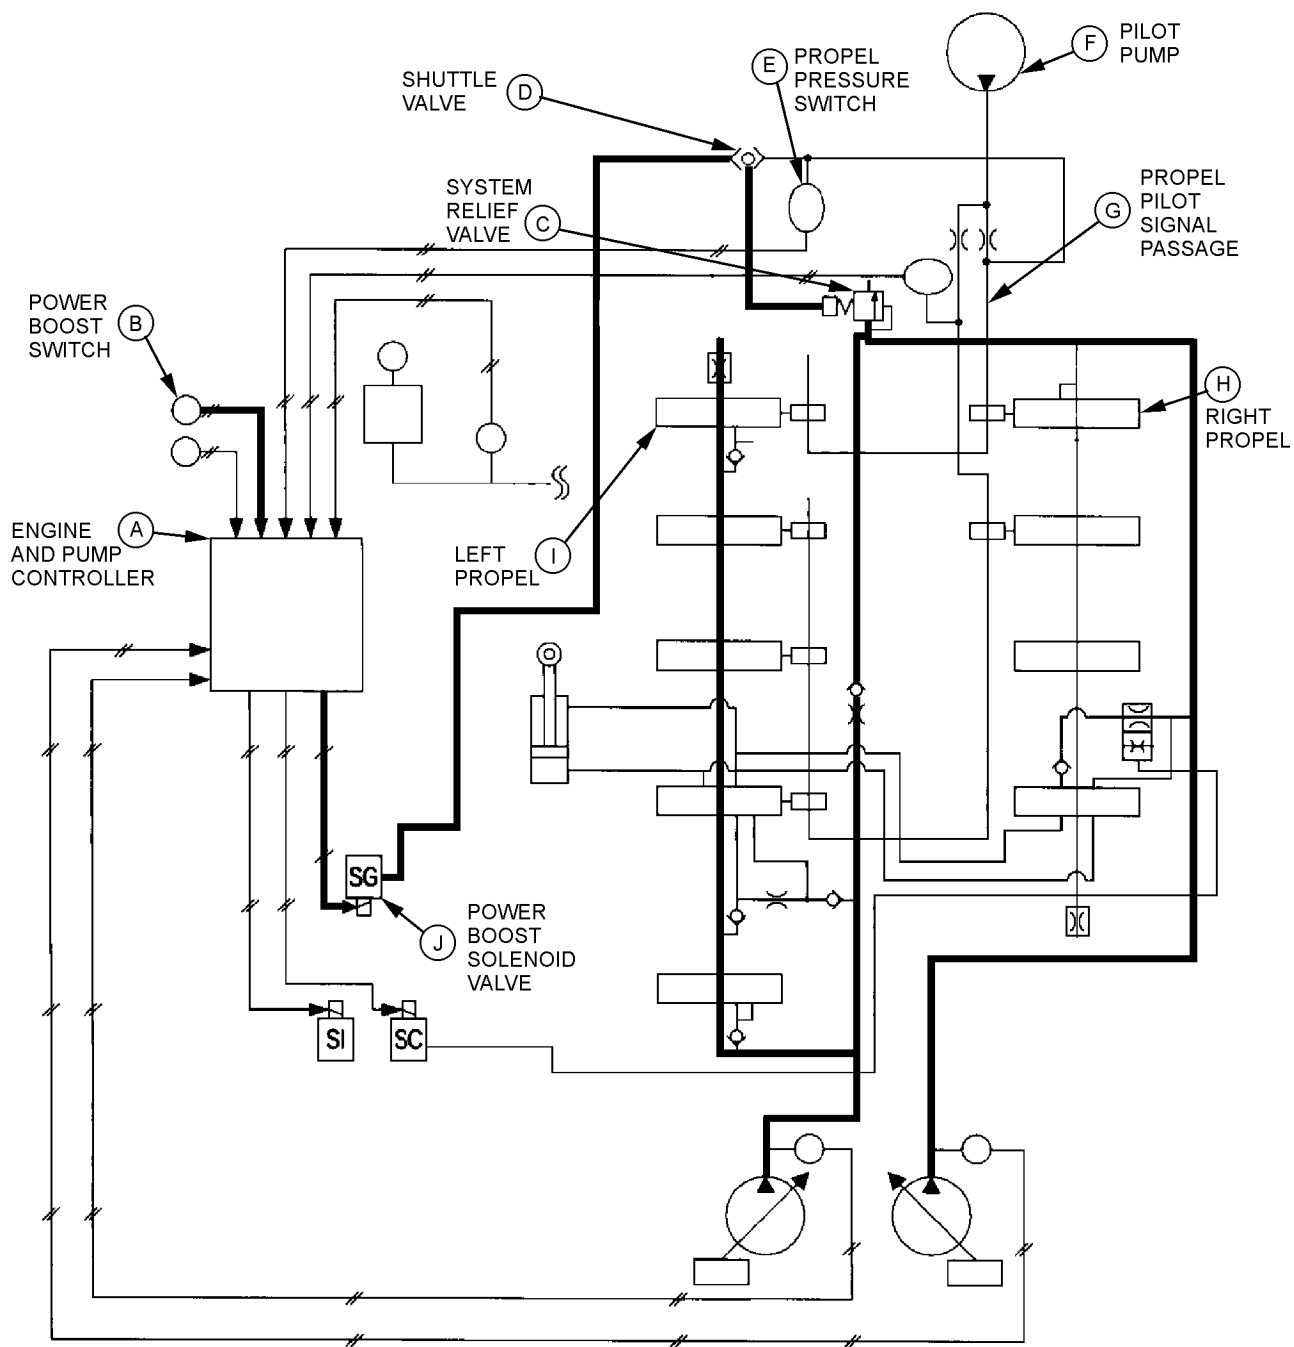 F
PILOT
PUMP
E
PROPEL
PRESSURE
SWITCH
D
SHUTTLE
VALVE
SYSTEM
RELIEF
VALVE
C
G
PROPEL
PILOT
SIGNAL
PASSAGE
POWER
BOOST
SWITCH
B
H
RIGHT
PROPEL
ENGINE
AND PUMP
CONTROLLER
A
LEFT
PROPEL
I
SG
J
POWER
BOOST
SOLENOID
VALVE
SI
SC